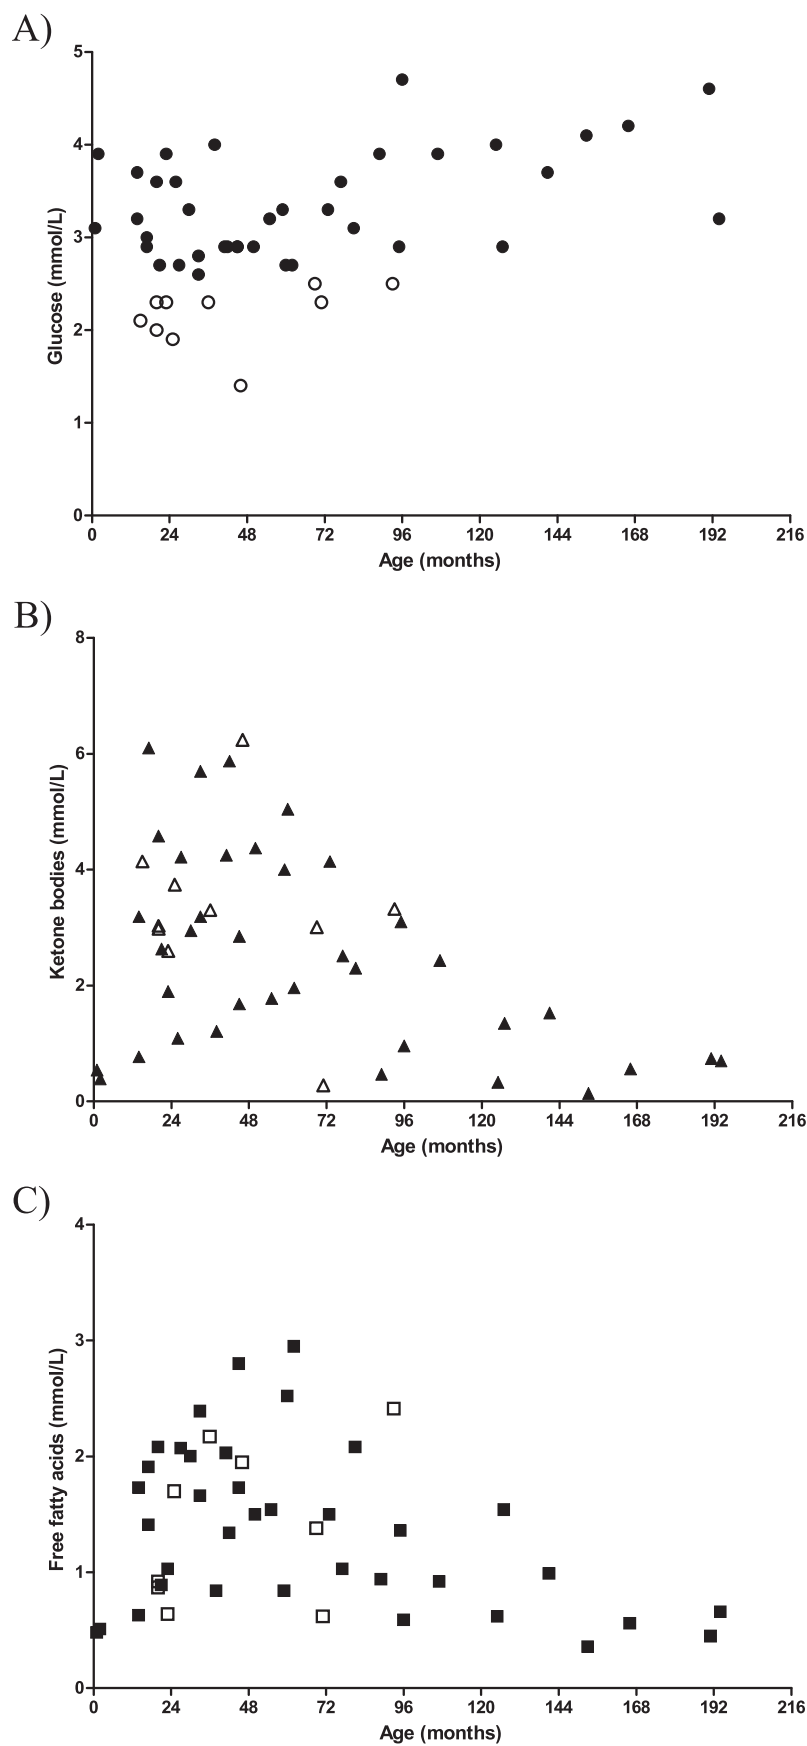 A)
5
4
3
2
1
0
Glucose (mmol/L)
0 24 48 72 96 120 144 168 192 216
Age (months)
B)
8
6
4
2
0
Ketone bodies (mmol/L)
0 24 48 72 96 120 144 168 192 216
Age (months)
C)
4
3
2
1
0
Free fatty acids (mmol/L)
0 24 48 72 96 120 144 168 192 216
Age (months)